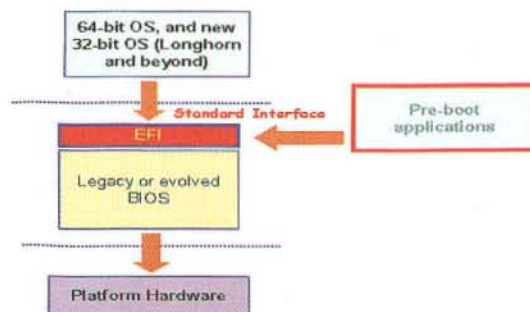 64-bit OS, and new
32-bit OS (Longhorn
and beyond)
Standard Interface
Pre-boot
applications
EFI
Legacy or evolved
BIOS
Platform Hardware